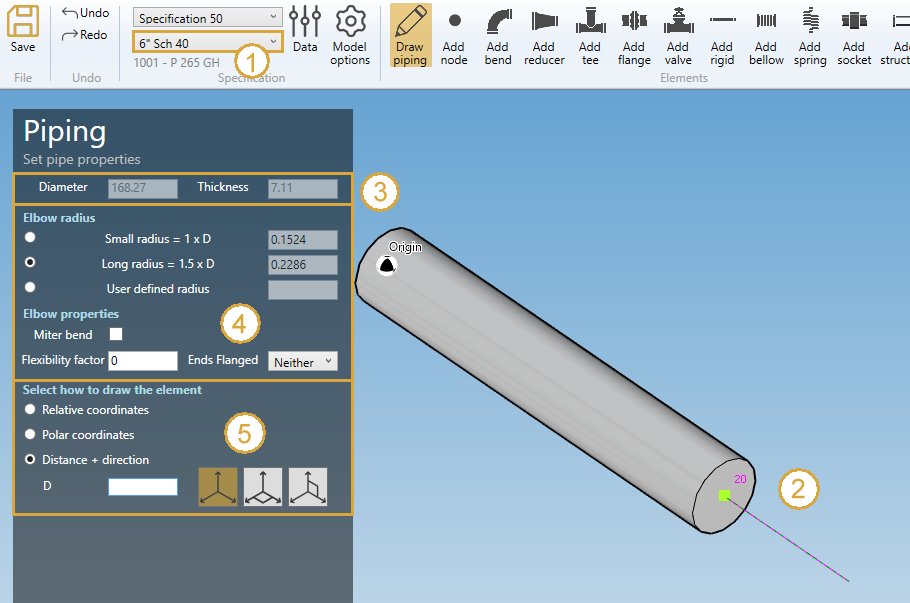 Save
File
Undo
Redo
Undo
Specification 50
6" Sch 40
1001 - P 265 GH
Specification
1
Data
Model
options
Draw
piping
Add
node
Add
bend
Add
reducer
Add
tee
Add
flange
Add
valve
Add
rigid
Add
bellow
Add
spring
Add
socket
Add
struct
Elements
Piping
Set pipe properties
Diameter 168.27 Thickness 7.11
3
Elbow radius
Small radius = 1 x D 0.1524
Long radius = 1.5 x D 0.2286
User defined radius
Elbow properties
4
Miter bend
Flexibility factor 0 Ends Flanged Neither
Select how to draw the element
Relative coordinates
Polar coordinates
5
Distance + direction
D
Origin
20
2